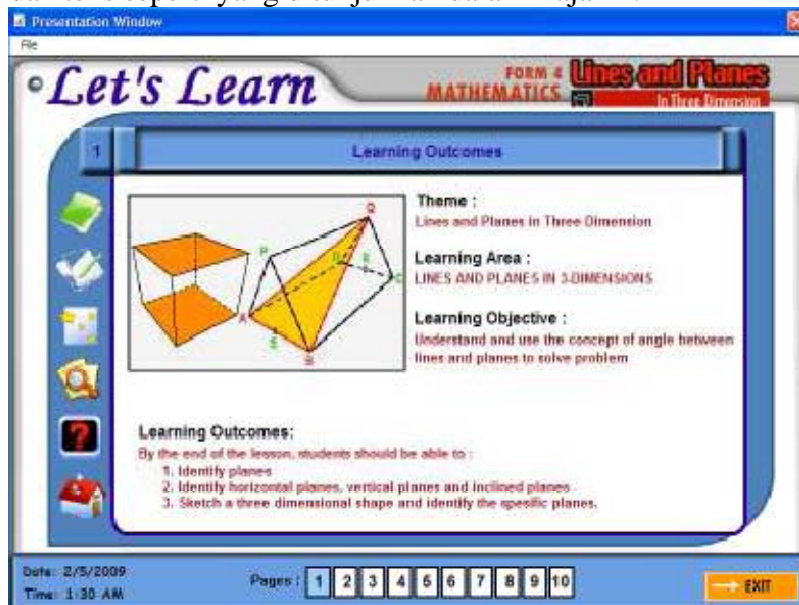 Presentation Window
File
Let's Learn
FORM 4
MATHEMATICS
Lines and Planes
In Three Dimension
1
Learning Outcomes
Theme :
Lines and Planes in Three Dimension
Learning Area :
LINES AND PLANES IN 3-DIMENSIONS
Learning Objective :
Understand and use the concept of angle between
lines and planes to solve problem
Q
P
C
A
B
Learning Outcomes:
By the end of the lesson, students should be able to :
1. Identify planes
2. Identify horizontal planes, vertical planes and inclined planes
3. Sketch a three dimensional shape and identify the spesific planes.
Date: 2/5/2009
Time: 1:30 AM
Pages : 1 2 3 4 5 6 7 8 9 10
EXIT